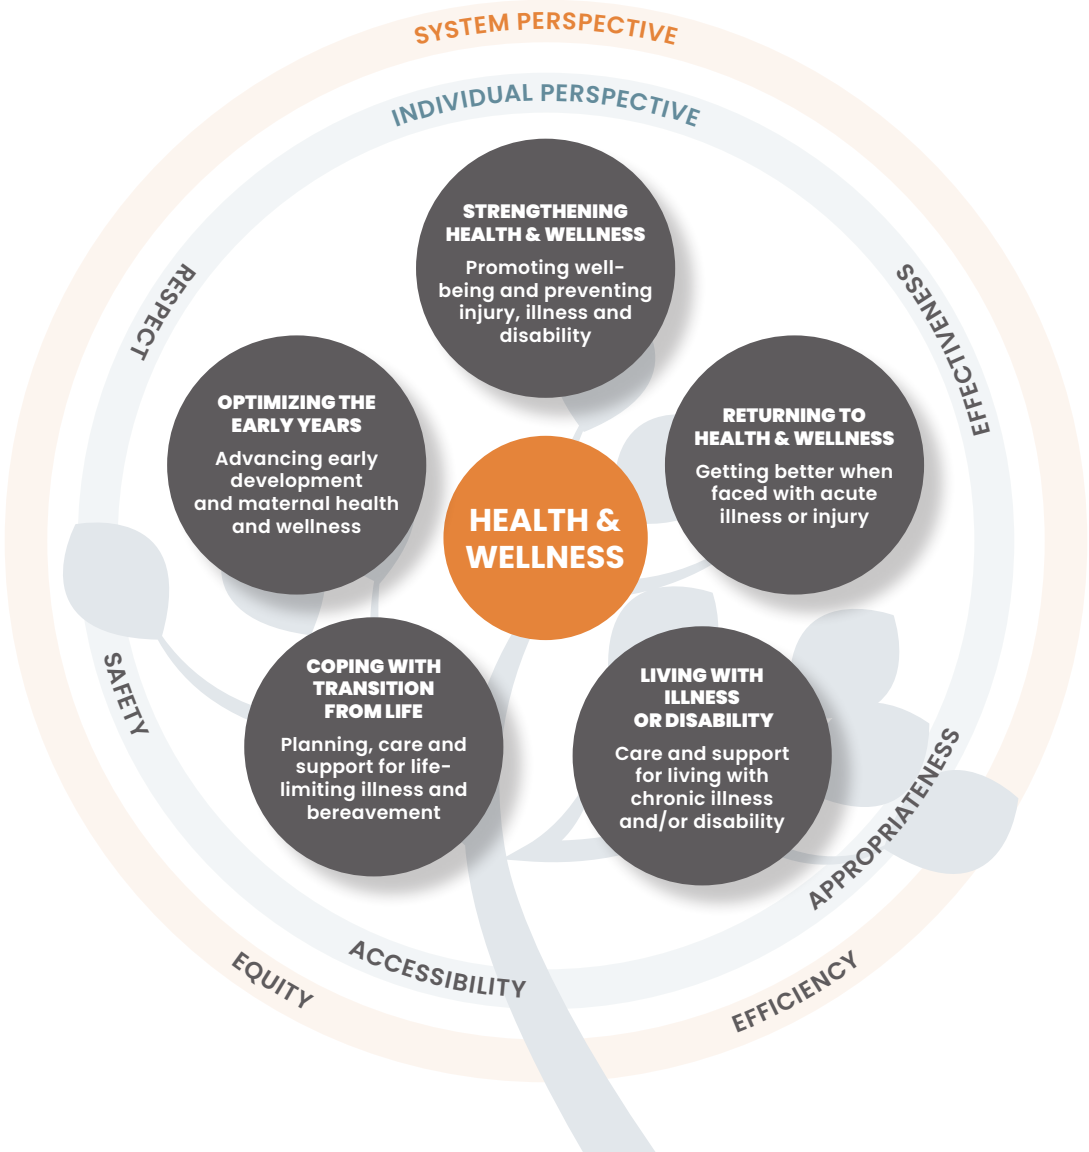 SYSTEM PERSPECTIVE
INDIVIDUAL PERSPECTIVE
STRENGTHENING
HEALTH & WELLNESS
Promoting well-
being and preventing
injury, illness and
disability
RESPECT
EFFECTIVENESS
OPTIMIZING THE
EARLY YEARS
Advancing early
development
and maternal health
and wellness
RETURNING TO
HEALTH & WELLNESS
Getting better when
faced with acute
illness or injury
HEALTH &
WELLNESS
SAFETY
COPING WITH
TRANSITION
FROM LIFE
Planning, care and
support for life-
limiting illness and
bereavement
LIVING WITH
ILLNESS
OR DISABILITY
Care and support
for living with
chronic illness
and/or disability
APPROPRIATENESS
ACCESSIBILITY
EQUITY
EFFICIENCY